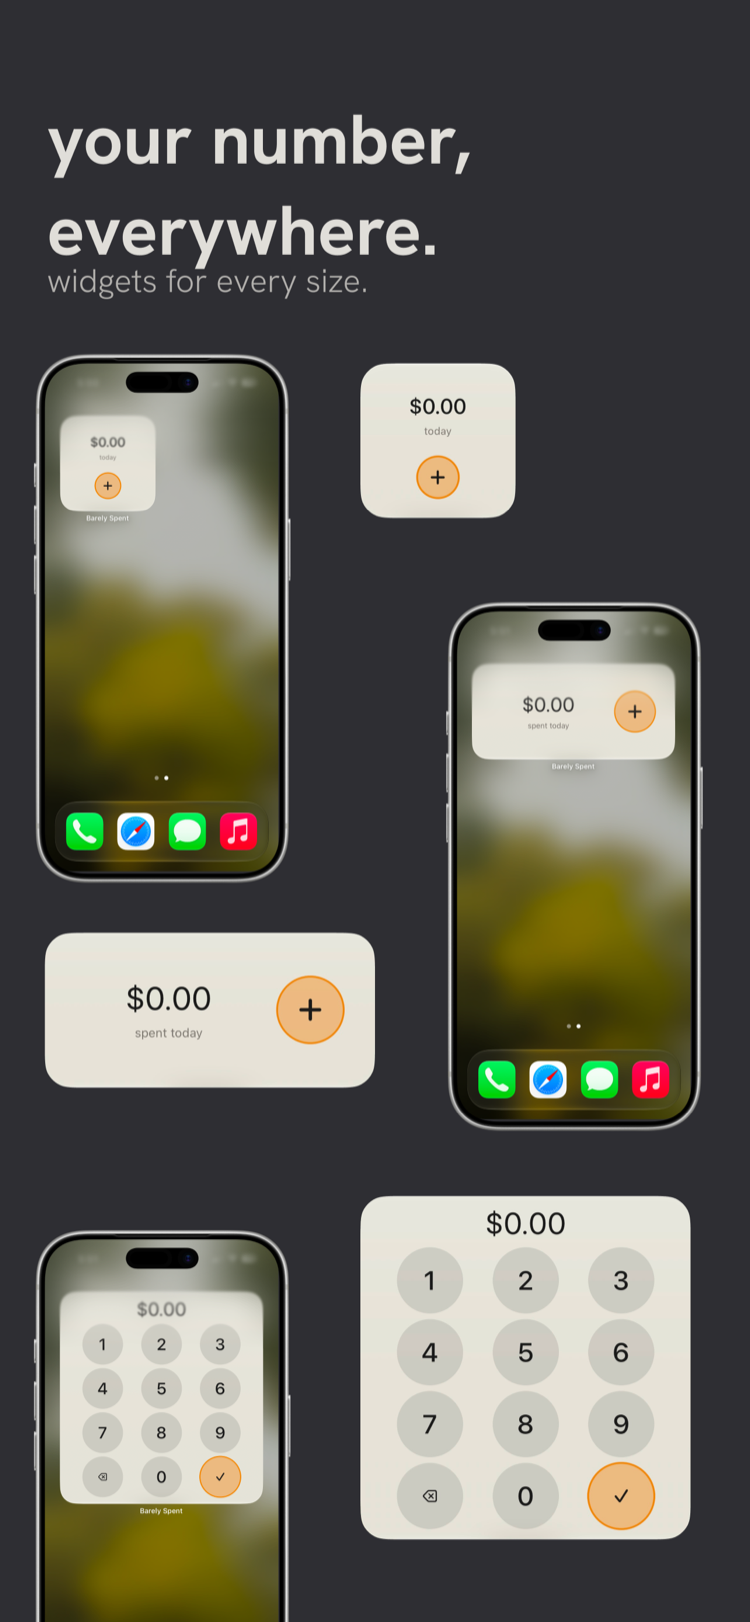 your number,
everywhere.
widgets for every size.
$0.00
today
+
Barely Spent
$0.00
today
+
$0.00
spent today
+
Barely Spent
$0.00
spent today
+
$0.00
1 2 3
4 5 6
7 8 9
0
Barely Spent
$0.00
1 2 3
4 5 6
7 8 9
0